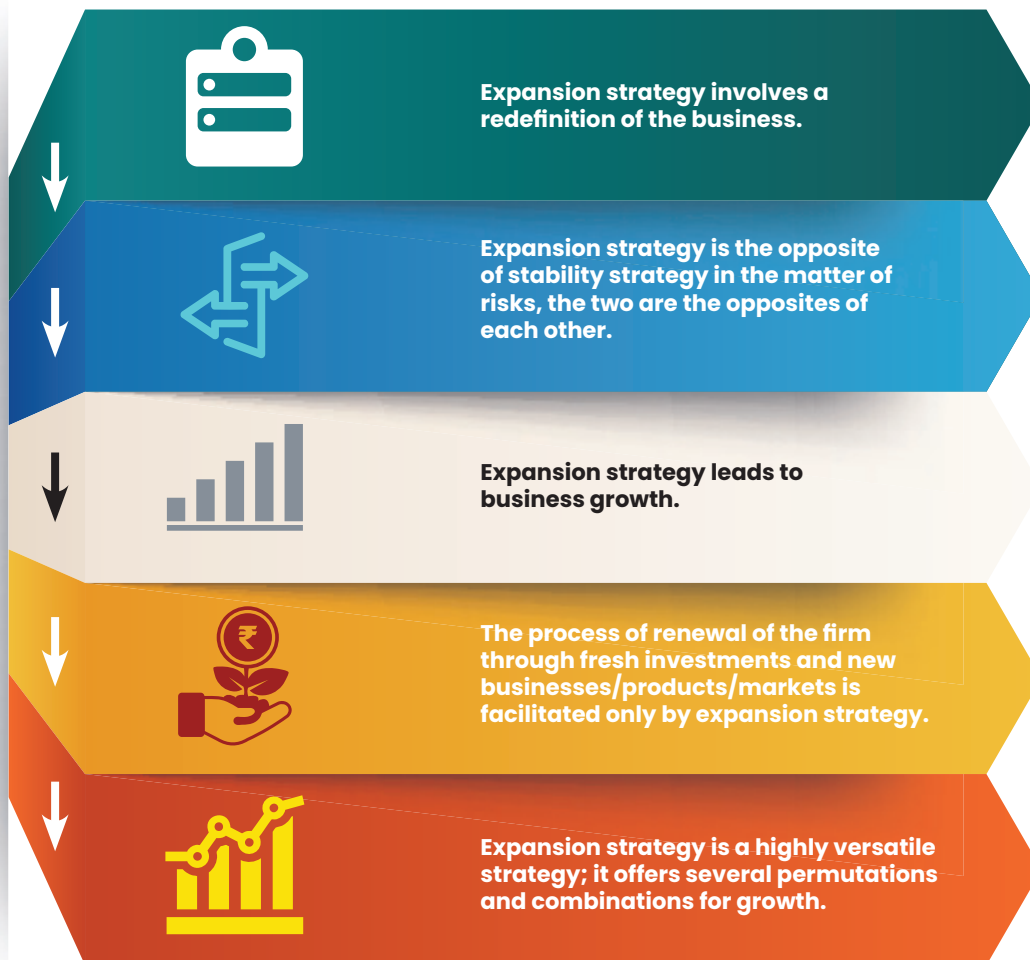 Expansion strategy involves a
redefinition of the business.
Expansion strategy is the opposite
of stability strategy in the matter of
risks, the two are the opposites of
each other.
Expansion strategy leads to
business growth.
₹
The process of renewal of the firm
through fresh investments and new
businesses/products/markets is
facilitated only by expansion strategy.
Expansion strategy is a highly versatile
strategy; it offers several permutations
and combinations for growth.